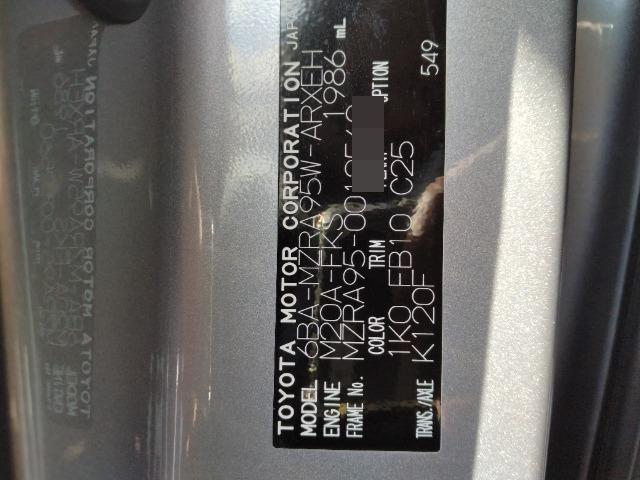 TOYOTA MOTOR CORPORATION JAPAN
MODEL 6BA-MZRA95W-ARXEH
ENGINE M20A-FKS 1986 mL
FRAME No. MZRA95-0010540
COLOR TRIM OPTION
1K0 FB10 C25
TRANS./AXLE K120F 549